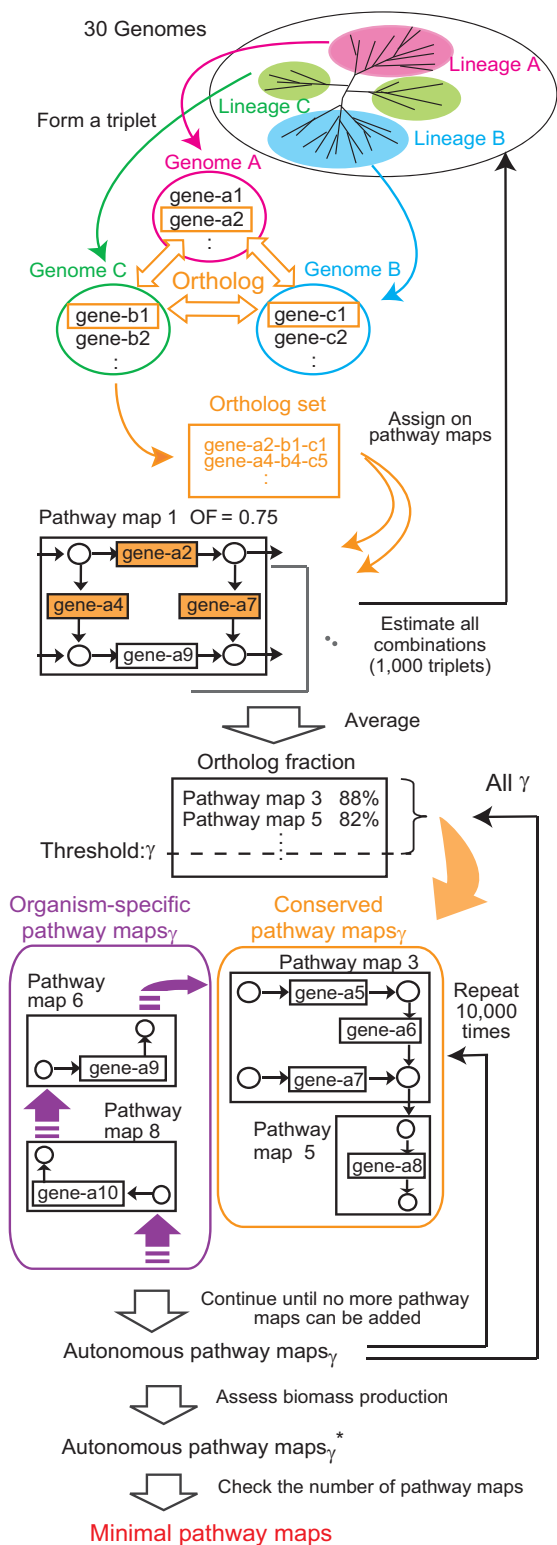 30 Genomes
Lineage A
Lineage C
Lineage B
Form a triplet
Genome A
gene-a1
gene-a2
:
Genome C
Ortholog
Genome B
gene-b1
gene-b2
:
gene-c1
gene-c2
:
Ortholog set
gene-a2-b1-c1
gene-a4-b4-c5
:
Assign on
pathway maps
Pathway map 1 OF = 0.75
gene-a2
gene-a4
gene-a7
gene-a9
Estimate all
combinations
(1,000 triplets)
Average
Ortholog fraction
Pathway map 3 88%
Pathway map 5 82%
:
Threshold:γ
All γ
Organism-specific
pathway mapsγ
Conserved
pathway mapsγ
Pathway
map 6
gene-a9
Pathway
map 8
gene-a10
Pathway map 3
gene-a5
gene-a6
gene-a7
Pathway
map 5
gene-a8
Repeat
10,000
times
Continue until no more pathway
maps can be added
Autonomous pathway mapsγ
Assess biomass production
Autonomous pathway mapsγ*
Check the number of pathway maps
Minimal pathway maps